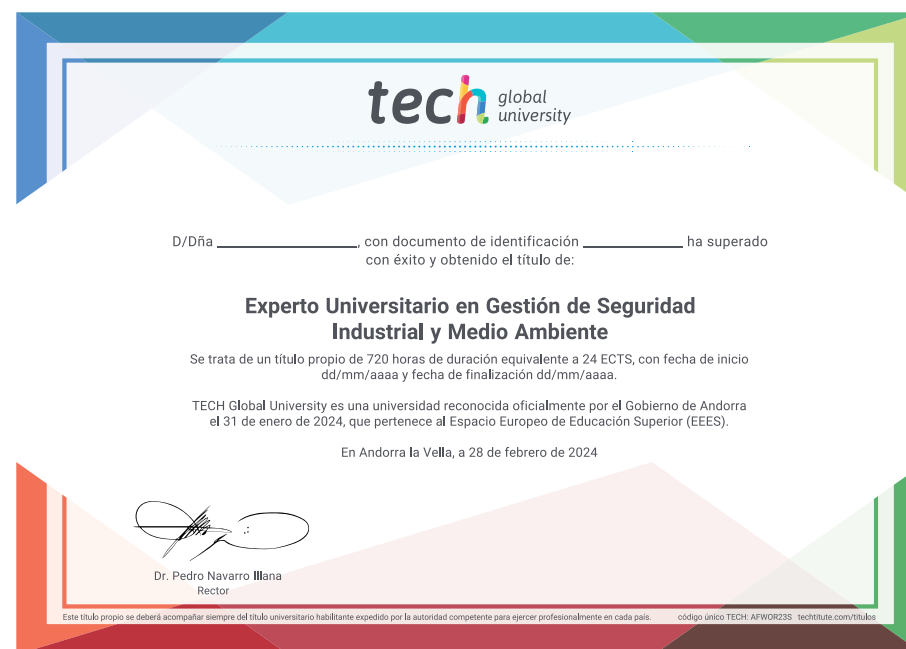 tech global university
D/Dña ____________, con documento de identificación ____________ ha superado
con éxito y obtenido el título de:
Experto Universitario en Gestión de Seguridad
Industrial y Medio Ambiente
Se trata de un título propio de 720 horas de duración equivalente a 24 ECTS, con fecha de inicio
dd/mm/aaaa y fecha de finalización dd/mm/aaaa.
TECH Global University es una universidad reconocida oficialmente por el Gobierno de Andorra
el 31 de enero de 2024, que pertenece al Espacio Europeo de Educación Superior (EEES).
En Andorra la Vella, a 28 de febrero de 2024
Dr. Pedro Navarro Illana
Rector
Este título propio se deberá acompañar siempre del título universitario habilitante expedido por la autoridad competente para ejercer profesionalmente en cada país. código único TECH: AFWOR23S techtitute.com/titulos